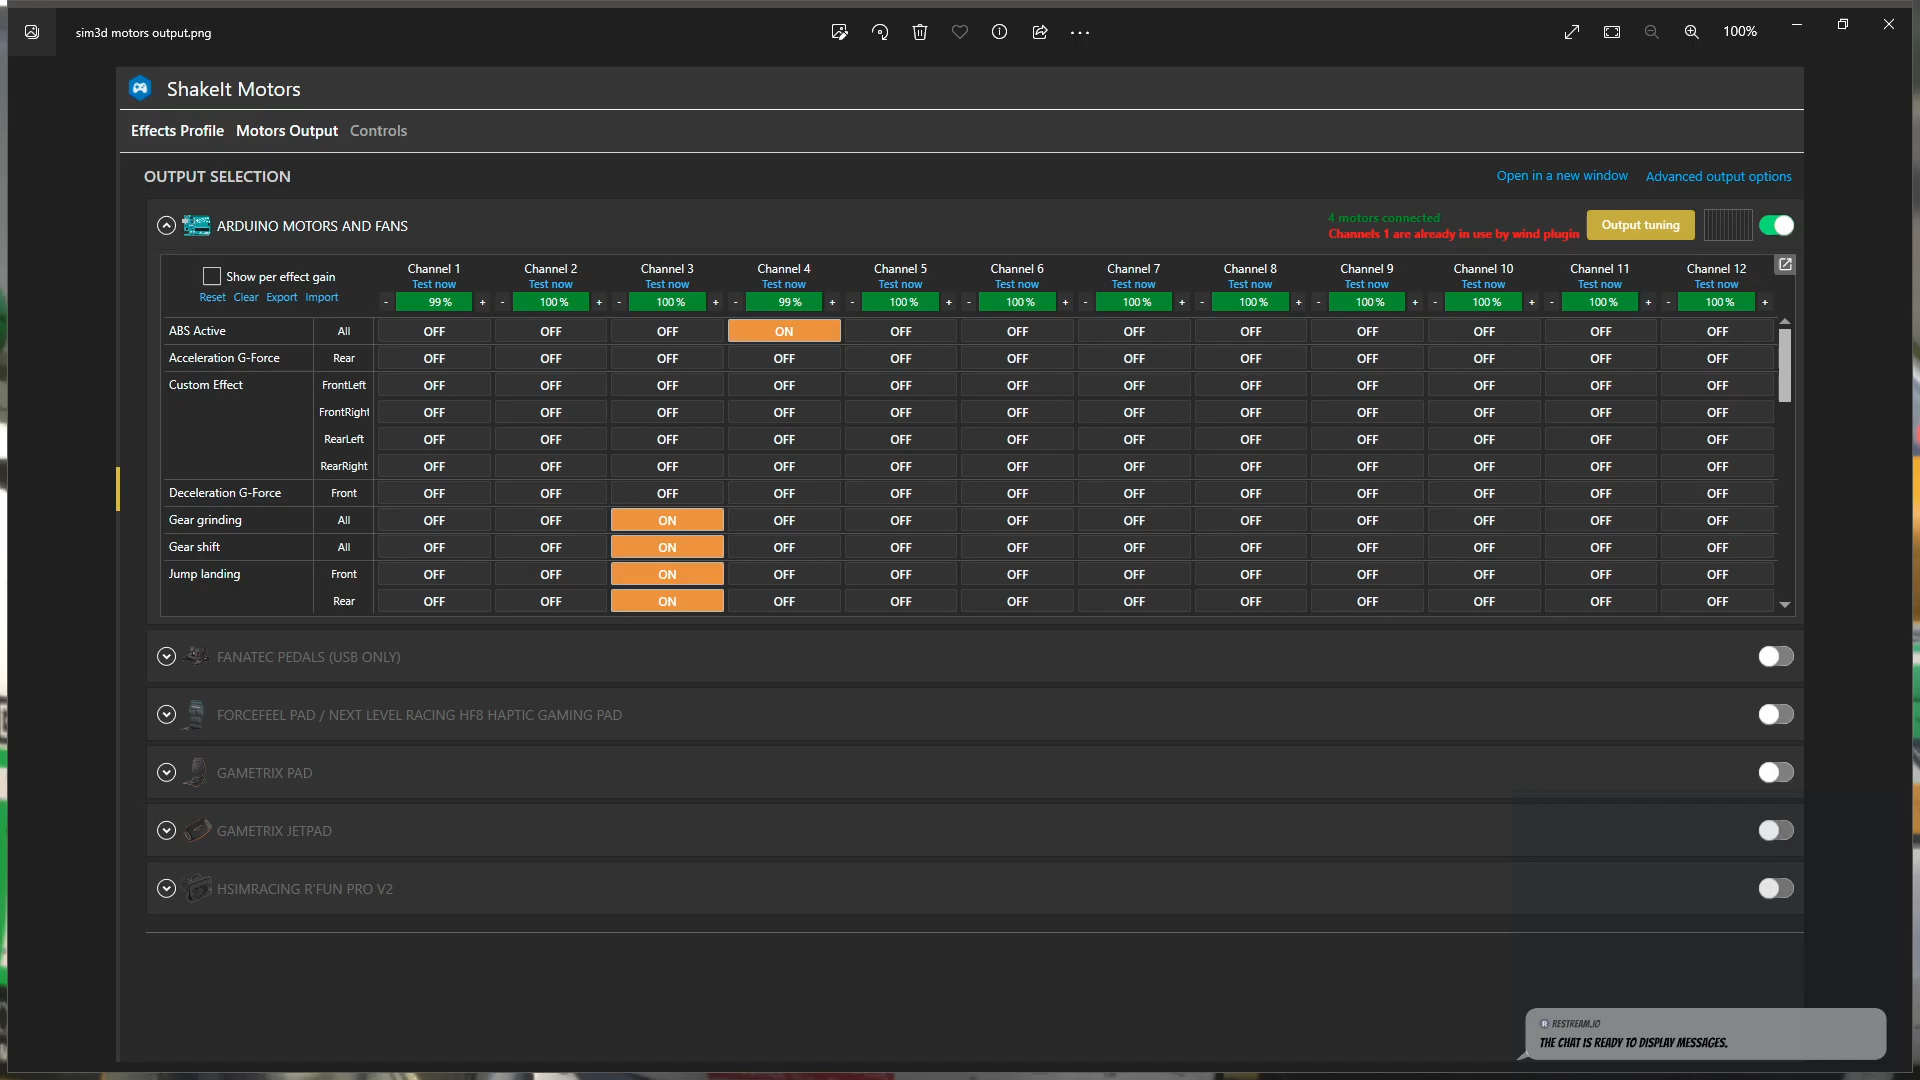 sim3d motors output.png
100%
ShakeIt Motors
Effects Profile Motors Output Controls
OUTPUT SELECTION
Open in a new window Advanced output options
ARDUINO MOTORS AND FANS
4 motors connected
Channels 1 are already in use by wind plugin
Output tuning
Show per effect gain
Reset Clear Export Import
Channel 1 Channel 2 Channel 3 Channel 4 Channel 5 Channel 6 Channel 7 Channel 8 Channel 9 Channel 10 Channel 11 Channel 12
Test now Test now Test now Test now Test now Test now Test now Test now Test now Test now Test now Test now
- 99 % + - 100 % + - 100 % + - 99 % + - 100 % + - 100 % + - 100 % + - 100 % + - 100 % + - 100 % + - 100 % + - 100 % +
ABS Active All OFF OFF OFF ON OFF OFF OFF OFF OFF OFF OFF OFF
Acceleration G-Force Rear OFF OFF OFF OFF OFF OFF OFF OFF OFF OFF OFF OFF
Custom Effect FrontLeft OFF OFF OFF OFF OFF OFF OFF OFF OFF OFF OFF OFF
FrontRight OFF OFF OFF OFF OFF OFF OFF OFF OFF OFF OFF OFF
RearLeft OFF OFF OFF OFF OFF OFF OFF OFF OFF OFF OFF OFF
RearRight OFF OFF OFF OFF OFF OFF OFF OFF OFF OFF OFF OFF
Deceleration G-Force Front OFF OFF OFF OFF OFF OFF OFF OFF OFF OFF OFF OFF
Gear grinding All OFF OFF ON OFF OFF OFF OFF OFF OFF OFF OFF OFF
Gear shift All OFF OFF ON OFF OFF OFF OFF OFF OFF OFF OFF OFF
Jump landing Front OFF OFF ON OFF OFF OFF OFF OFF OFF OFF OFF OFF
Rear OFF OFF ON OFF OFF OFF OFF OFF OFF OFF OFF OFF
FANATEC PEDALS (USB ONLY)
FORCEFEEL PAD / NEXT LEVEL RACING HF8 HAPTIC GAMING PAD
GAMETRIX PAD
GAMETRIX JETPAD
HSIMRACING R'FUN PRO V2
R RESTREAM.IO
THE CHAT IS READY TO DISPLAY MESSAGES.